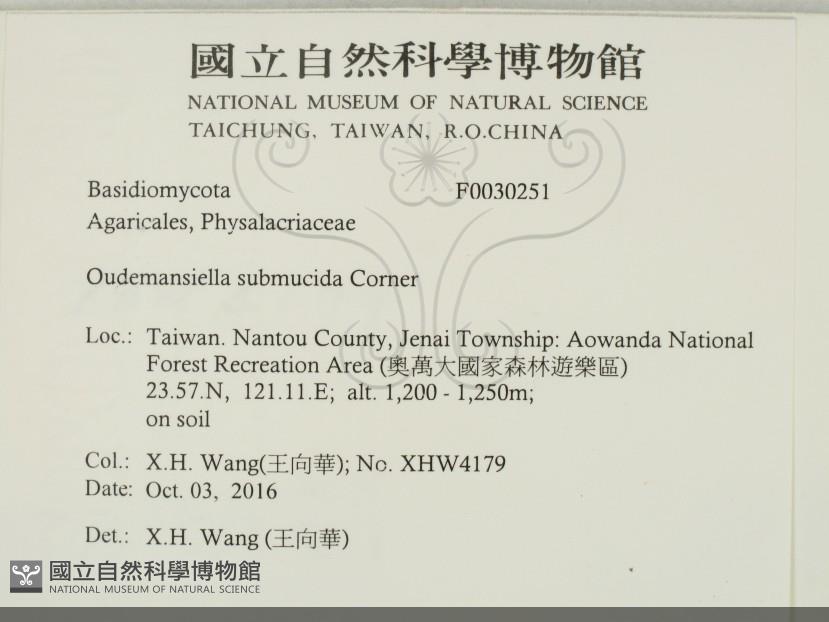 國立自然科學博物館
NATIONAL MUSEUM OF NATURAL SCIENCE
TAICHUNG, TAIWAN, R.O.CHINA
Basidiomycota F0030251
Agaricales, Physalacriaceae
Oudemansiella submucida Corner
Loc.: Taiwan. Nantou County, Jenai Township: Aowanda National
Forest Recreation Area (奧萬大國家森林遊樂區)
23.57.N, 121.11.E; alt. 1,200 - 1,250m;
on soil
Col.: X.H. Wang(王向華); No. XHW4179
Date: Oct. 03, 2016
Det.: X.H. Wang (王向華)
國立自然科學博物館
NATIONAL MUSEUM OF NATURAL SCIENCE